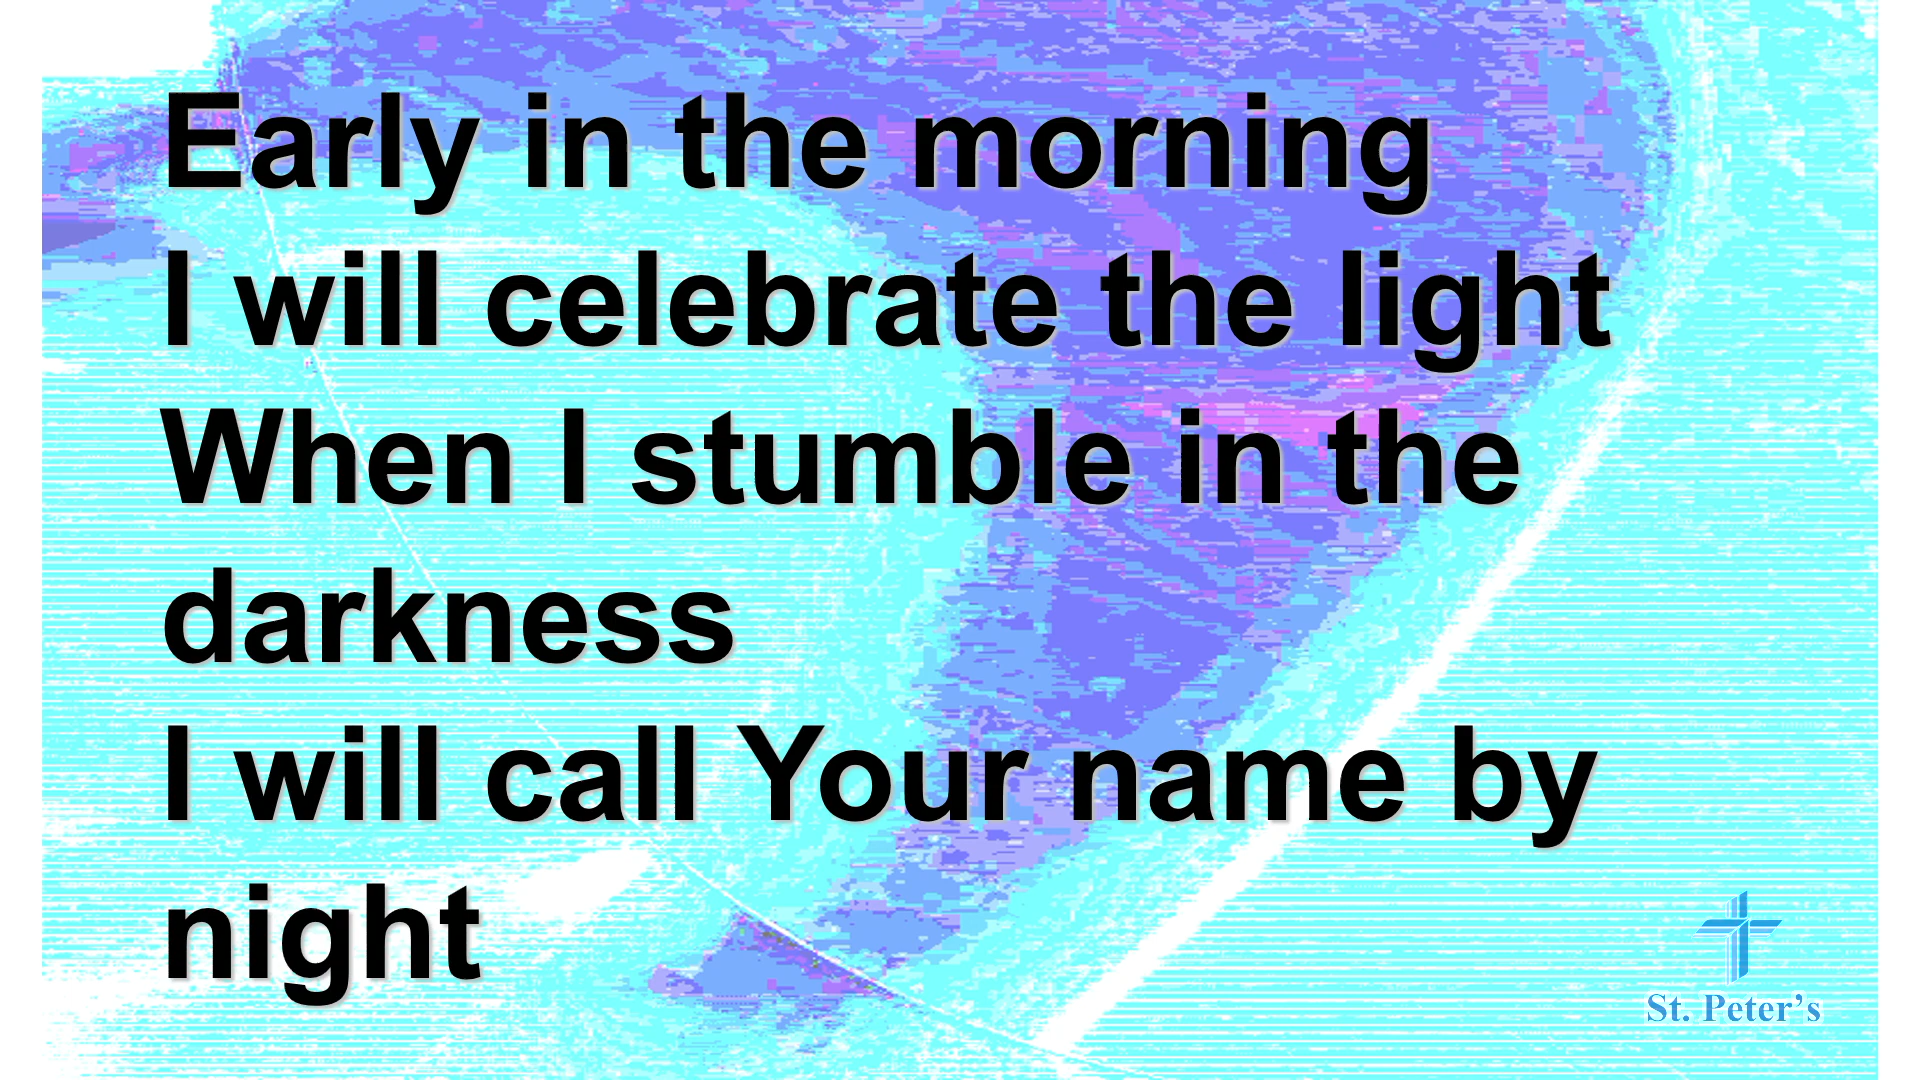 Early in the morning
I will celebrate the light
When I stumble in the
darkness
I will call Your name by
night
St. Peter’s